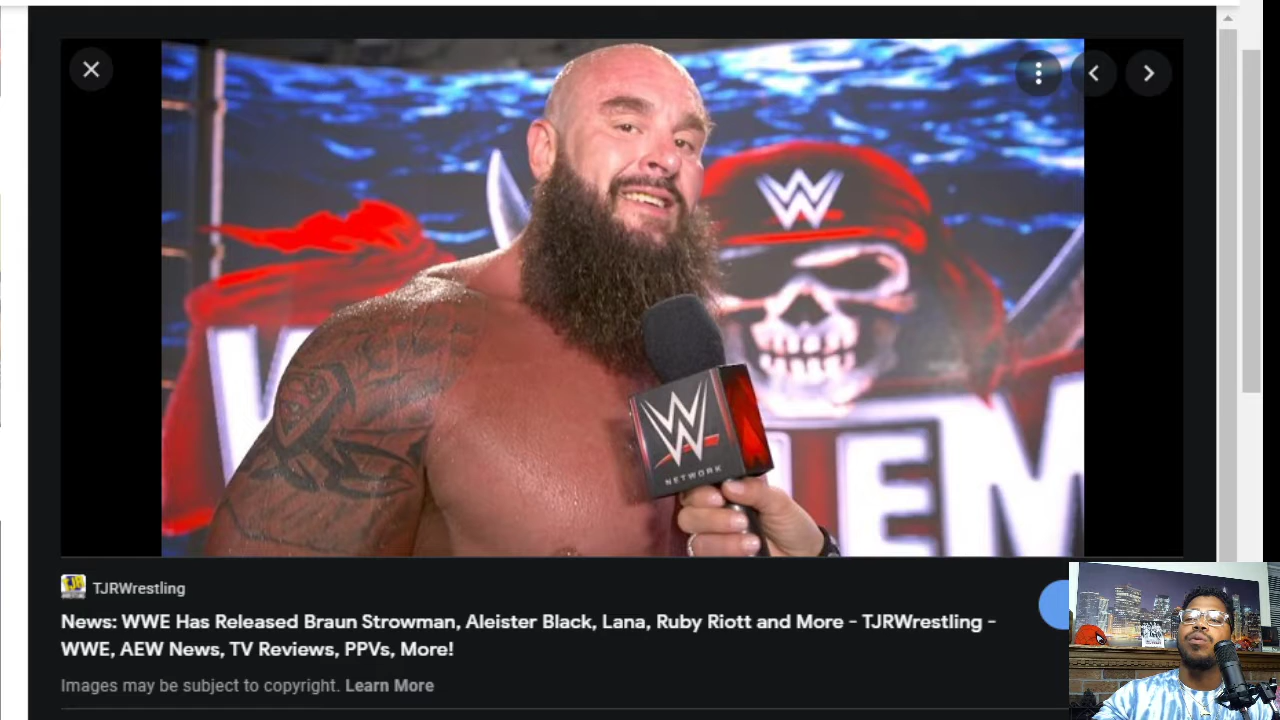 W
W
NETWORK
LEM
TJRWrestling
News: WWE Has Released Braun Strowman, Aleister Black, Lana, Ruby Riott and More - TJRWrestling -
WWE, AEW News, TV Reviews, PPVs, More!
Images may be subject to copyright. Learn More